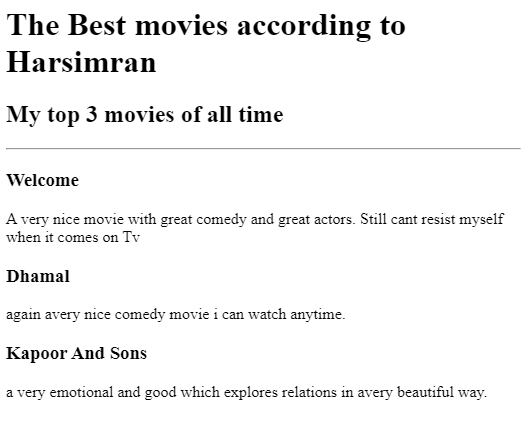 The Best movies according to
Harsimran
My top 3 movies of all time
Welcome
A very nice movie with great comedy and great actors. Still cant resist myself
when it comes on Tv
Dhamal
again avery nice comedy movie i can watch anytime.
Kapoor And Sons
a very emotional and good which explores relations in avery beautiful way.